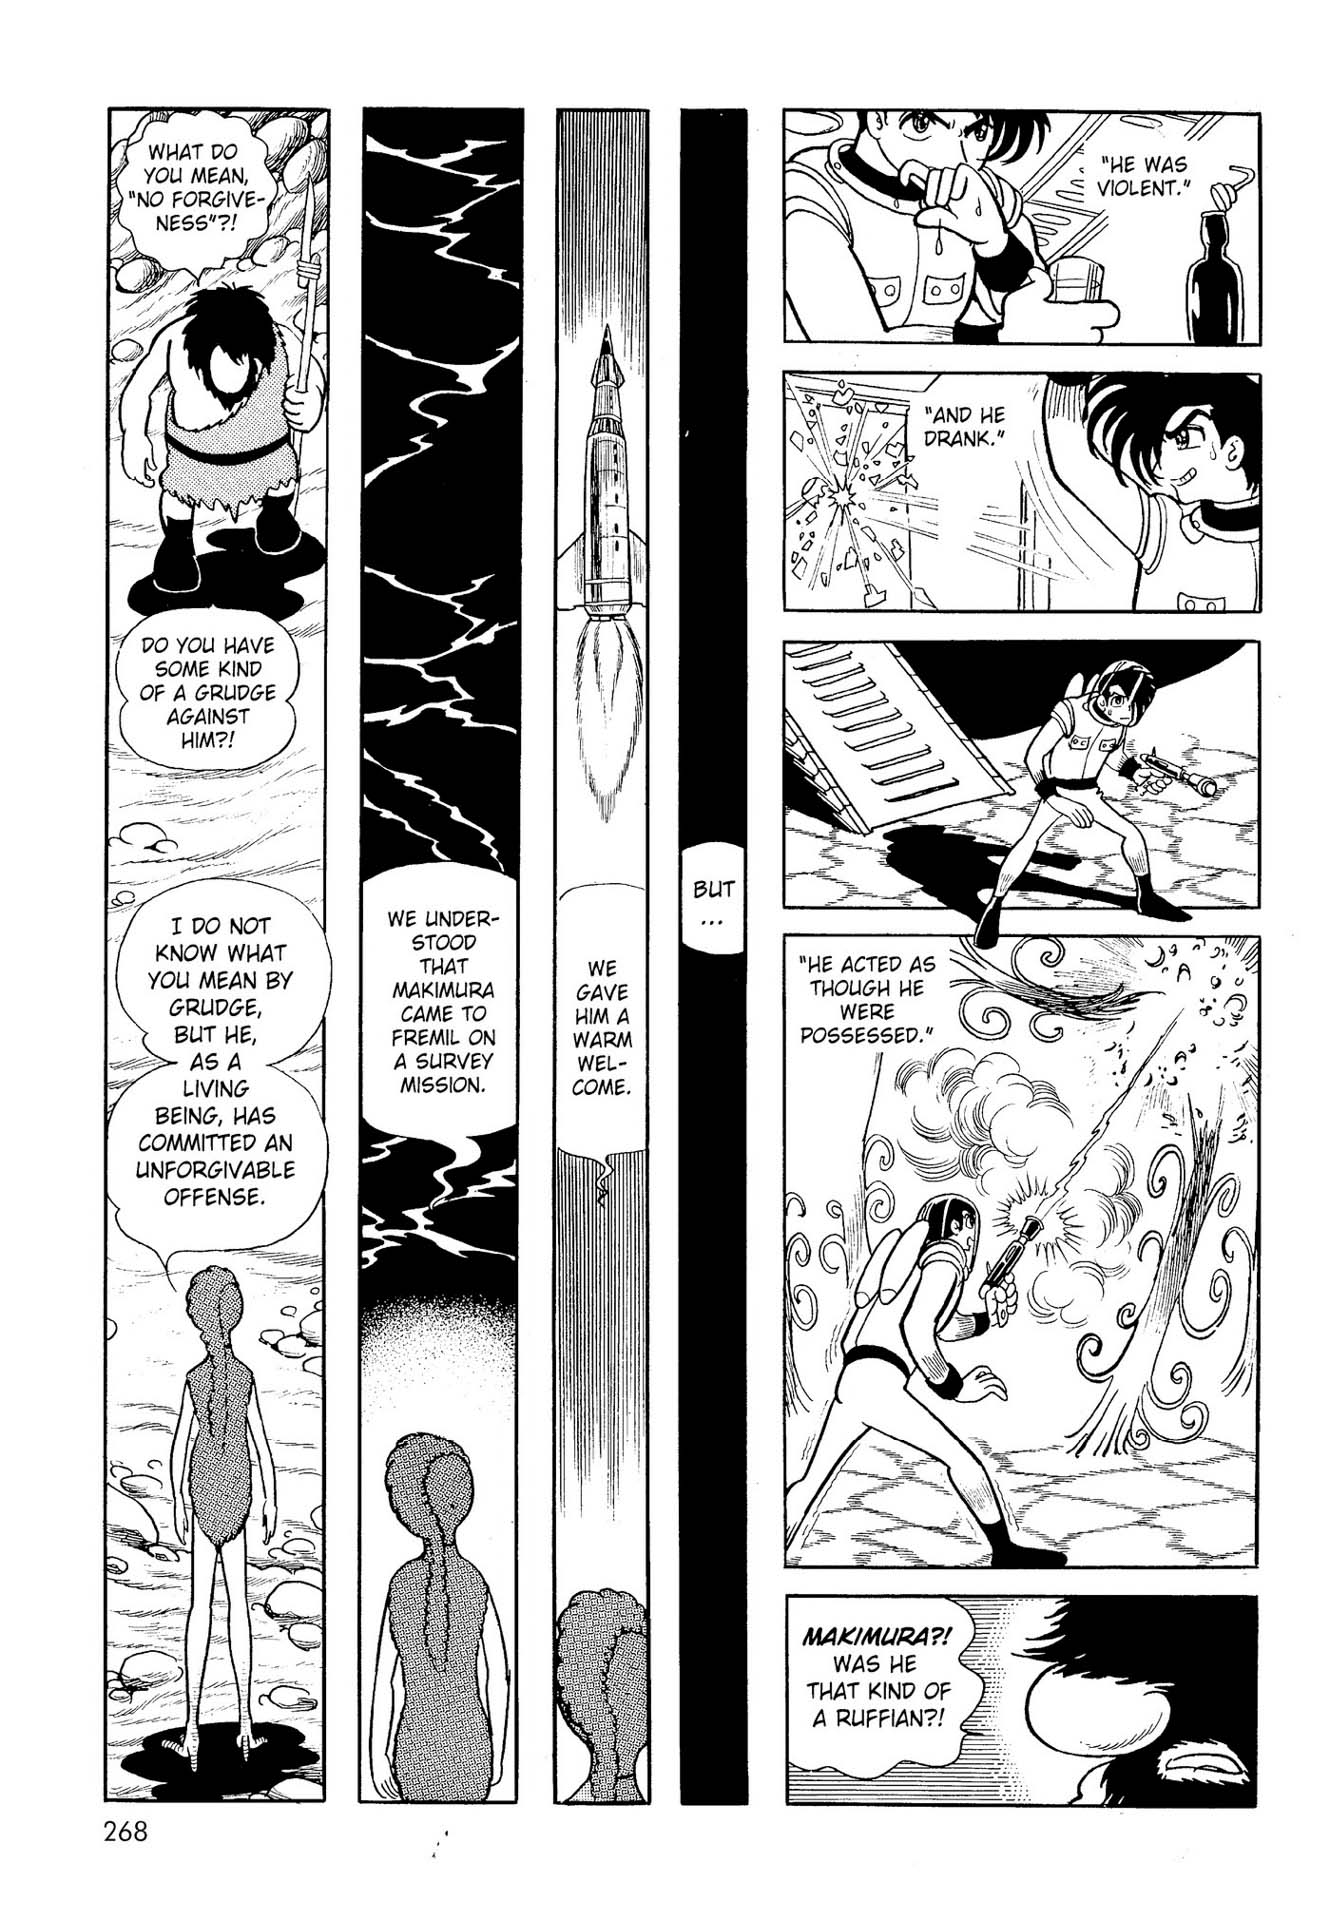 WHAT DO
YOU MEAN,
"NO FORGIVE-
NESS"?!
DO YOU HAVE
SOME KIND
OF A GRUDGE
AGAINST
HIM?!
I DO NOT
KNOW WHAT
YOU MEAN BY
GRUDGE,
BUT HE,
AS A
LIVING
BEING, HAS
COMMITTED AN
UNFORGIVABLE
OFFENSE.
WE UNDER-
STOOD
THAT
MAKIMURA
CAME TO
FREMIL ON
A SURVEY
MISSION.
WE
GAVE
HIM A
WARM
WEL-
COME.
BUT
...
"HE WAS
VIOLENT."
"AND HE
DRANK."
"HE ACTED AS
THOUGH HE
WERE
POSSESSED."
MAKIMURA?!
WAS HE
THAT KIND OF
A RUFFIAN?!
268